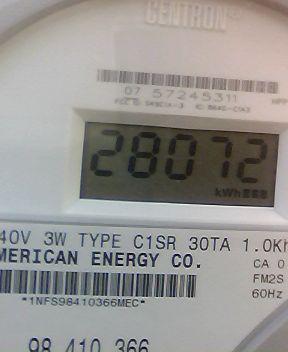 CENTRON®
07 57245311
28072
kWh
40V 3W TYPE C1SR 30TA 1.0Kh
MERICAN ENERGY CO.
CA 0
FM2S
*1NFS98410366MEC*
60Hz
98 410 366